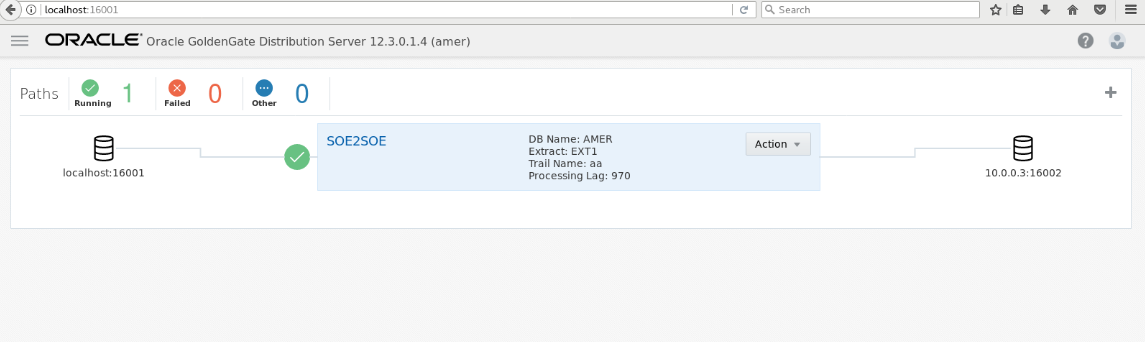 localhost:16001
Search
ORACLE Oracle GoldenGate Distribution Server 12.3.0.1.4 (amer)
Paths
1
Running
0
Failed
0
Other
SOE2SOE
DB Name: AMER
Extract: EXT1
Trail Name: aa
Processing Lag: 970
Action
localhost:16001
10.0.0.3:16002